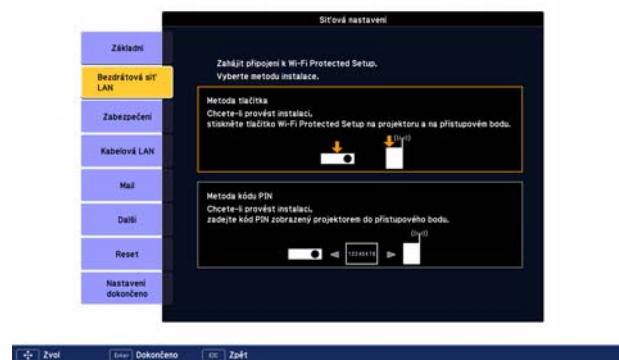 Síťová nastavení
Základní
Bezdrátová síť
LAN
Zabezpečení
Kabelová LAN
Mail
Další
Reset
Nastavení
dokončeno
Zahájit připojení k Wi-Fi Protected Setup.
Vyberte metodu instalace.
Metoda tlačítka
Chcete-li provést instalaci,
stiskněte tlačítko Wi-Fi Protected Setup na projektoru a na přístupovém bodu.
Metoda kódu PIN
Chcete-li provést instalaci,
zadejte kód PIN zobrazený projektorem do přístupového bodu.
12345678
Zvol
Enter Dokončeno
ESC Zpět